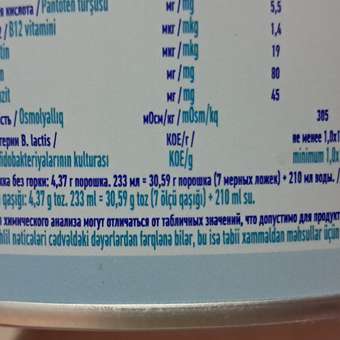 я кислота / Pantoten turşusu мг / mg 5,5
/ B12 vitamini мкг / mkg 1,4
tin мкг / mkg 19
мг / mg 80
zit мг / mg 45
сть / Osmolyallıq мОсм/кг / mOsm/kq 305
терии B. lactis / КОЕ/г / не менее 1,0x1
fidobakteriyalarının kulturası KOE/g minimum 1,0x1
жка без горки: 4,37 г порошка. 233 мл = 30,59 г порошка (7 мерных ложек) + 210 мл воды. /
qaşığı: 4,37 g toz. 233 ml = 30,59 g toz (7 ölçü qaşığı) + 210 ml su.
химического анализа могут отличаться от табличных значений, что допустимо для продукт
hlil nəticələri cədvəldəki dəyərlərdən fərqlənə bilər, bu isə təbii xammaldan məhsullar üçün